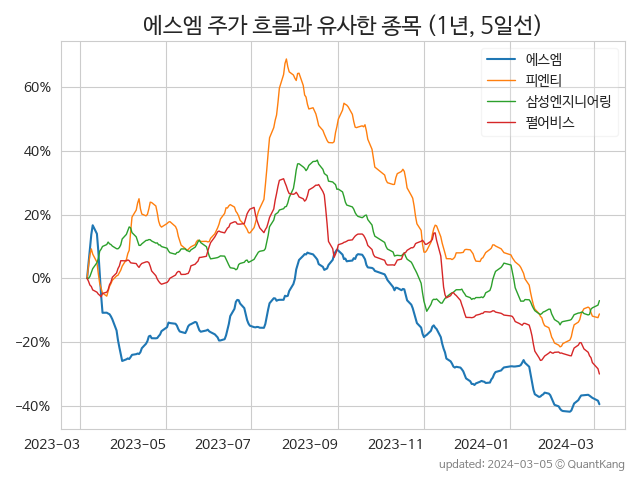 에스엠 주가 흐름과 유사한 종목 (1년, 5일선)
에스엠
피엔티
삼성엔지니어링
펄어비스
60%
40%
20%
0%
−20%
−40%
2023-03
2023-05
2023-07
2023-09
2023-11
2024-01
2024-03
updated: 2024-03-05 © QuantKang